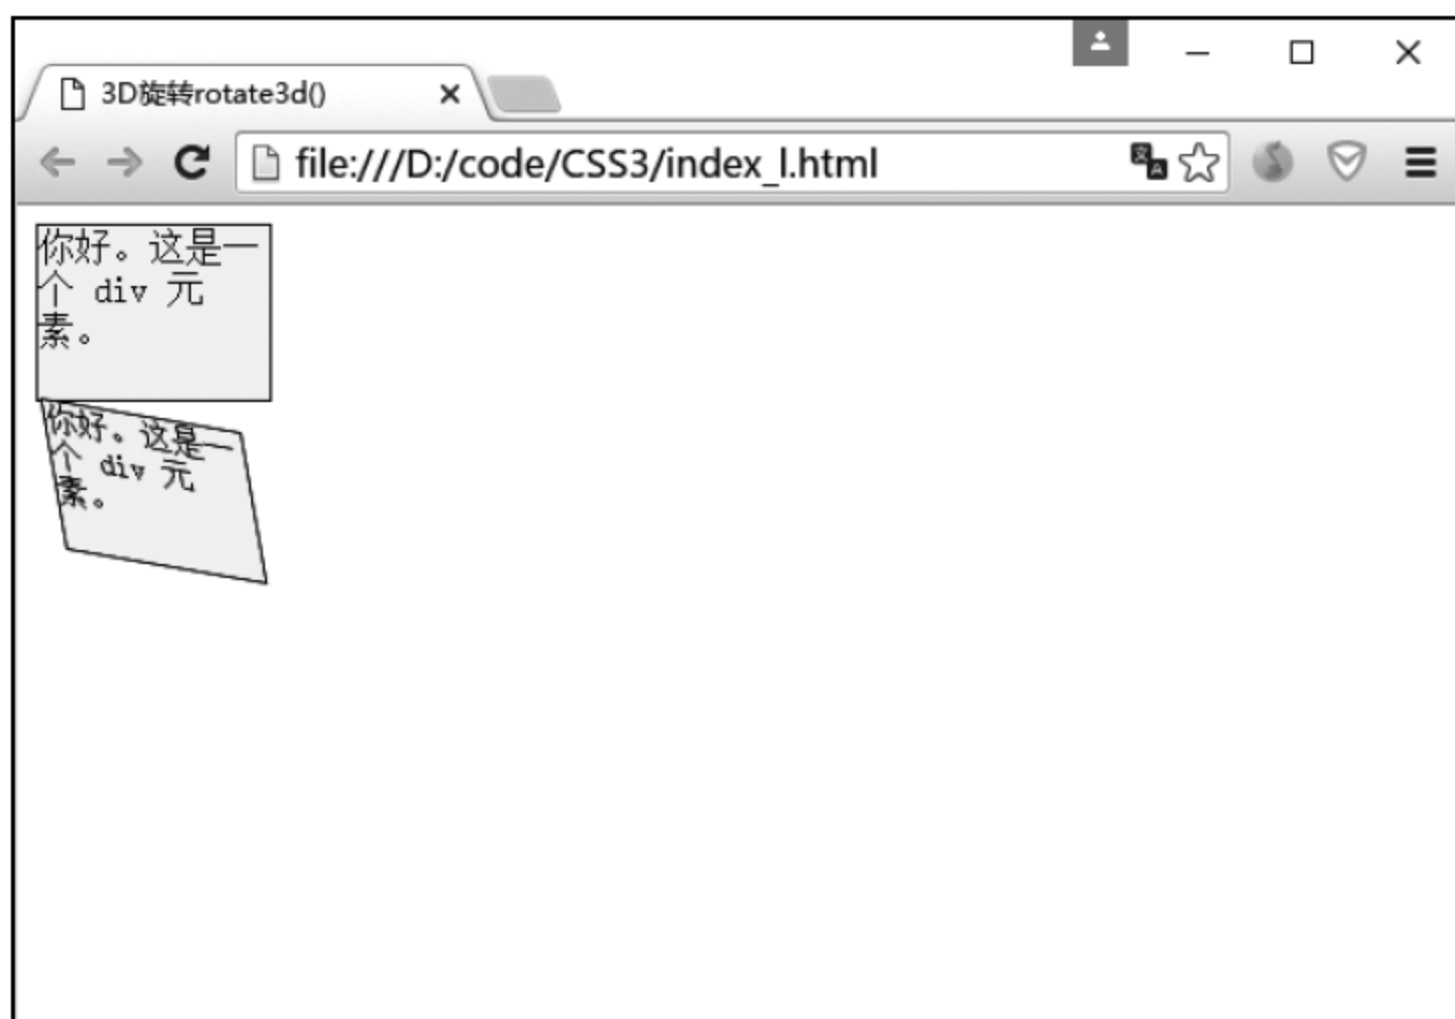 3D旋转rotate3d()
file:///D:/code/CSS3/index_l.html
你好。这是一
个 div 元
素。
你好。这是一
个 div 元
素。